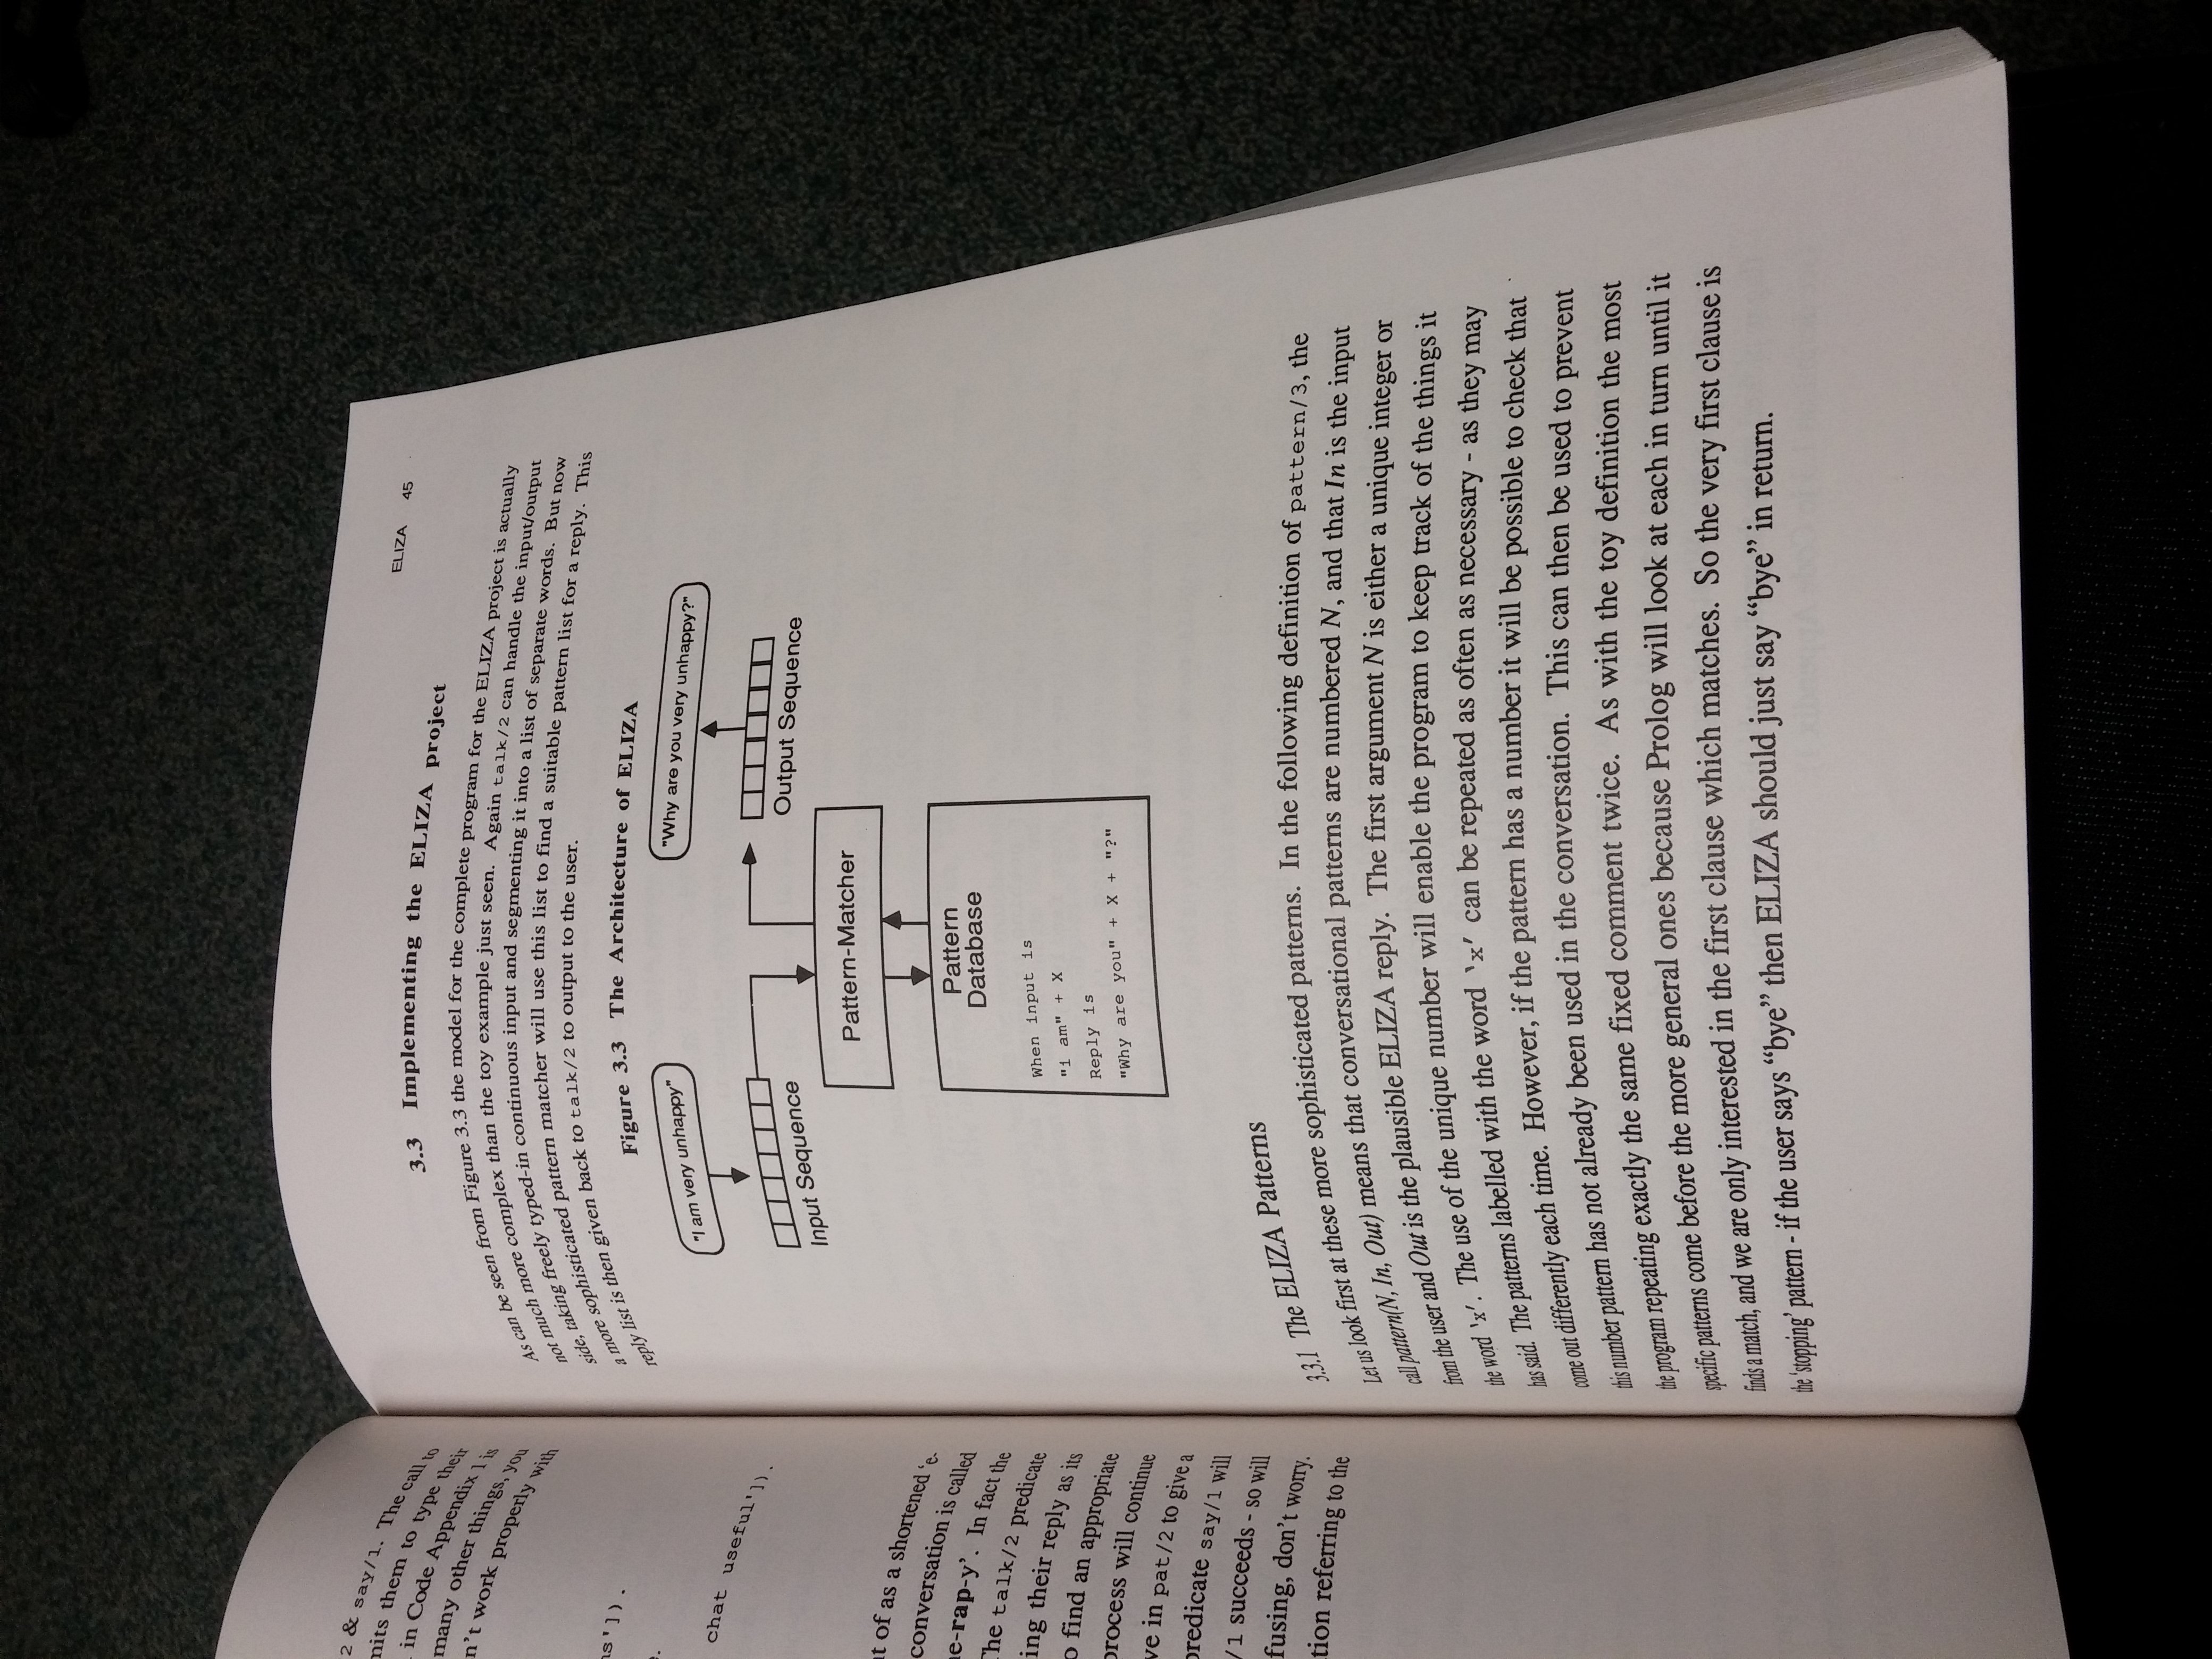 2 & say/1. The call to
mits them to type their
in Code Appendix 1 is
many other things, you
n't work properly with
ns']).
e.
chat useful']).
t of as a shortened 'e-
conversation is called
e-rap-y'. In fact the
The talk/2 predicate
ing their reply as its
o find an appropriate
process will continue
ve in pat/2 to give a
predicate say/1 will
/1 succeeds - so will
fusing, don't worry.
tion referring to the
ELIZA 45
3.3 Implementing the ELIZA project
As can be seen from Figure 3.3 the model for the complete program for the ELIZA project is actually
not much more complex than the toy example just seen. Again talk/2 can handle the input/output
side, taking freely typed-in continuous input and segmenting it into a list of separate words. But now
a more sophisticated pattern matcher will use this list to find a suitable pattern list for a reply. This
reply list is then given back to talk/2 to output to the user.
Figure 3.3 The Architecture of ELIZA
"I am very unhappy"
"Why are you very unhappy?"
Input Sequence
Output Sequence
Pattern-Matcher
Pattern
Database
When input is
"i am" + X
Reply is
"Why are you" + X + "?"
3.3.1 The ELIZA Patterns
Let us look first at these more sophisticated patterns. In the following definition of pattern/3, the
call pattern(N, In, Out) means that conversational patterns are numbered N, and that In is the input
from the user and Out is the plausible ELIZA reply. The first argument N is either a unique integer or
the word 'x'. The use of the unique number will enable the program to keep track of the things it
has said. The patterns labelled with the word 'x' can be repeated as often as necessary - as they may
come out differently each time. However, if the pattern has a number it will be possible to check that
this number pattern has not already been used in the conversation. This can then be used to prevent
the program repeating exactly the same fixed comment twice. As with the toy definition the most
specific patterns come before the more general ones because Prolog will look at each in turn until it
finds a match, and we are only interested in the first clause which matches. So the very first clause is
the 'stopping' pattern - if the user says "bye" then ELIZA should just say "bye" in return.